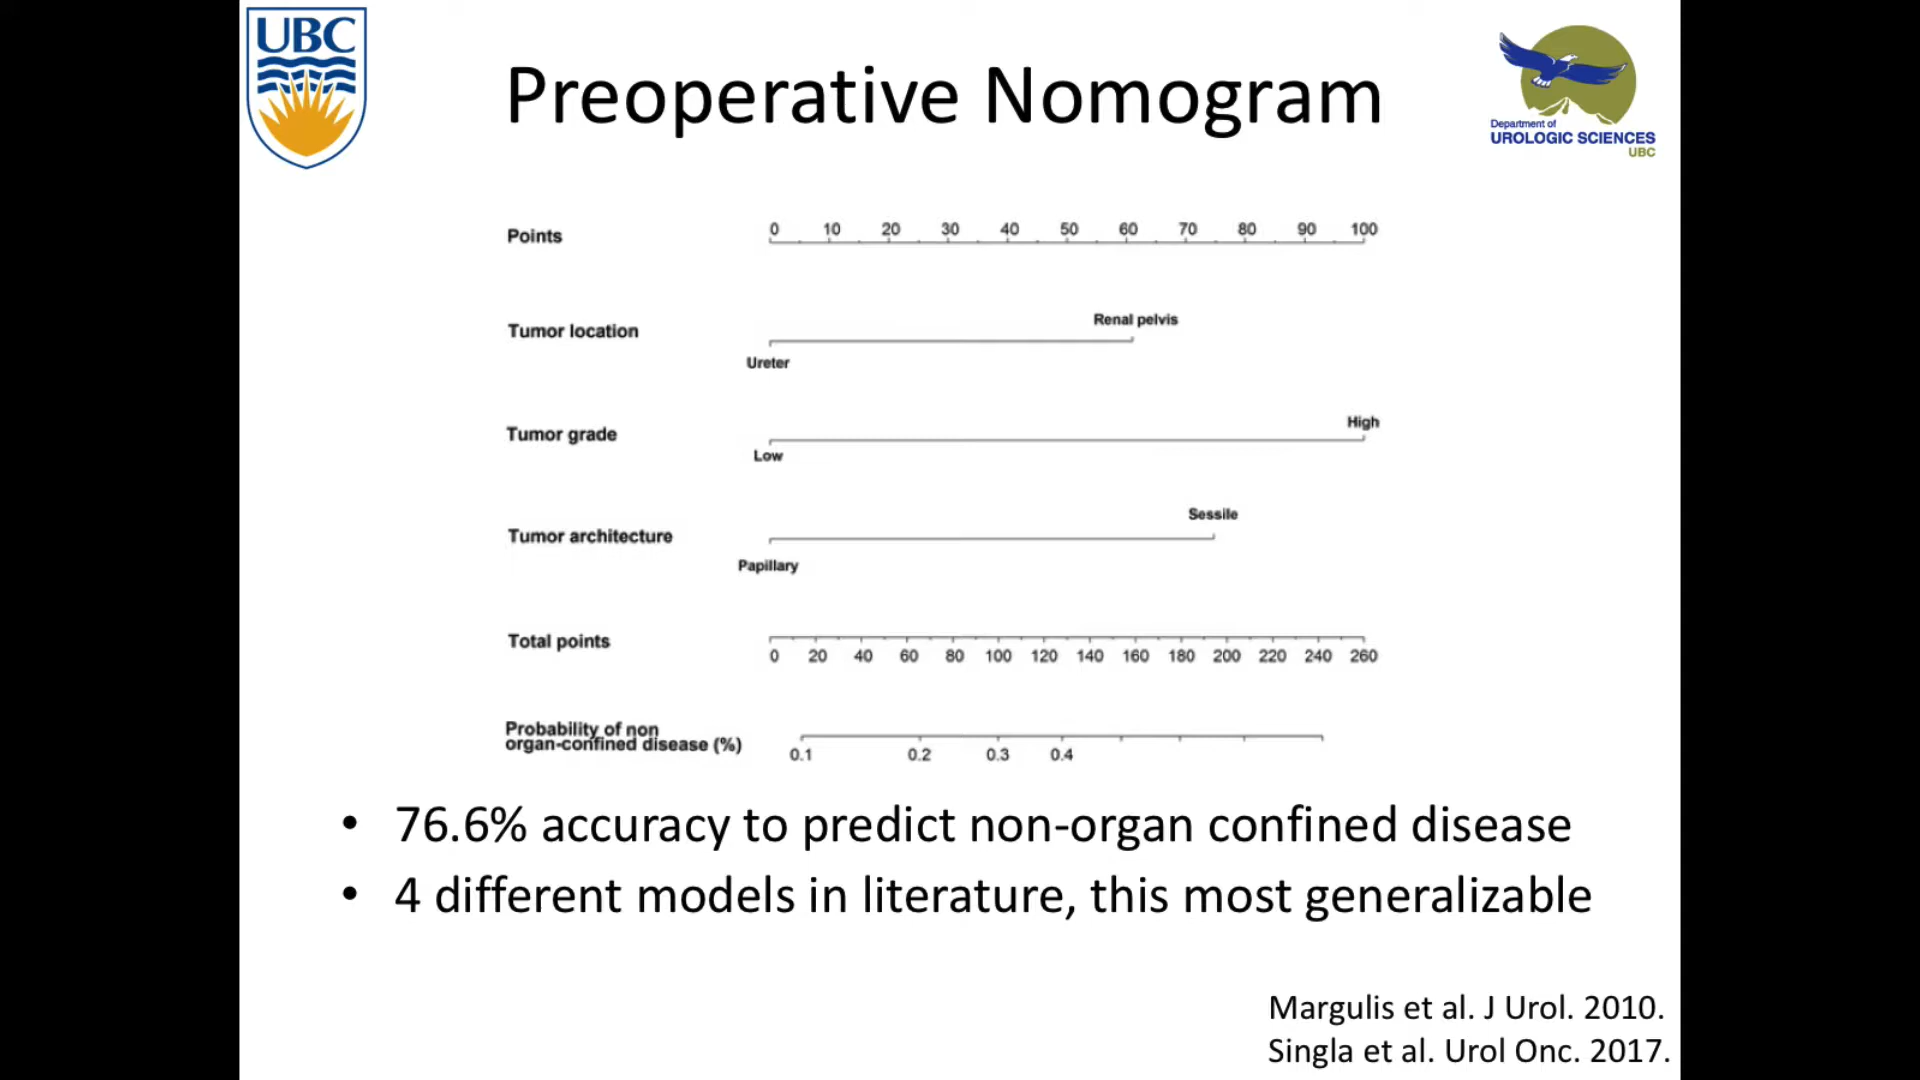 UBC
Preoperative Nomogram
Department of
UROLOGIC SCIENCES
UBC
Points
0 10 20 30 40 50 60 70 80 90 100
Tumor location
Renal pelvis
Ureter
Tumor grade
High
Low
Tumor architecture
Sessile
Papillary
Total points
0 20 40 60 80 100 120 140 160 180 200 220 240 260
Probability of non
organ-confined disease (%)
0.1 0.2 0.3 0.4
• 76.6% accuracy to predict non-organ confined disease
• 4 different models in literature, this most generalizable
Margulis et al. J Urol. 2010.
Singla et al. Urol Onc. 2017.